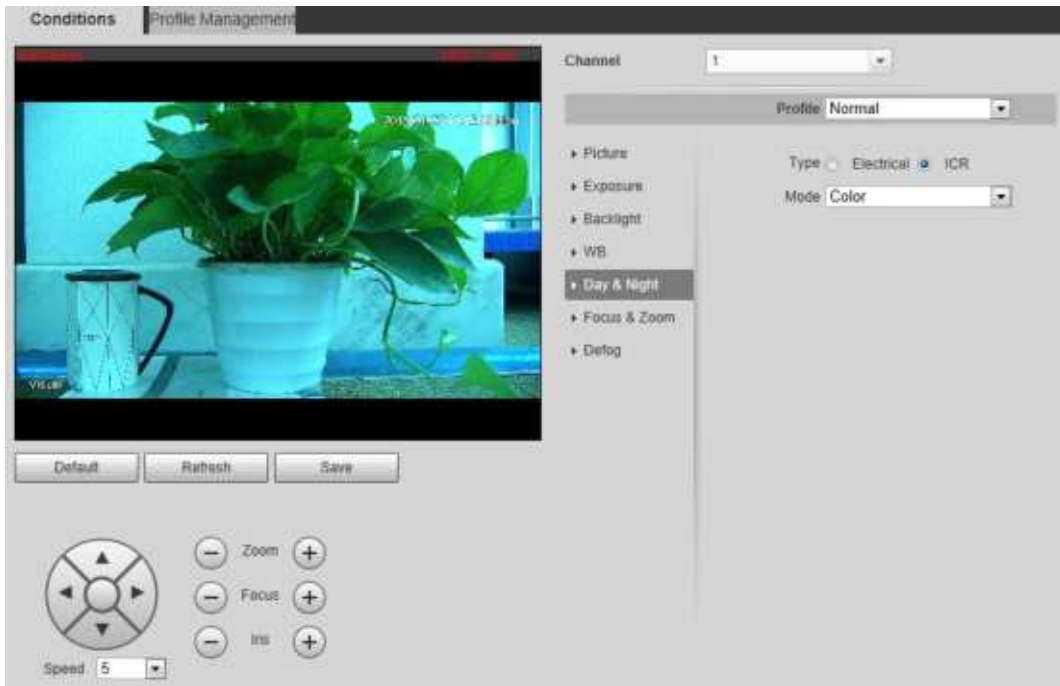 Conditions
Profile Management
Channel 1
Profile Normal
Picture
Exposure
Backlight
WB
Day & Night
Focus & Zoom
Defog
Type Electrical ICR
Mode Color
Default
Refresh
Save
Zoom
Focus
Iris
Speed 5